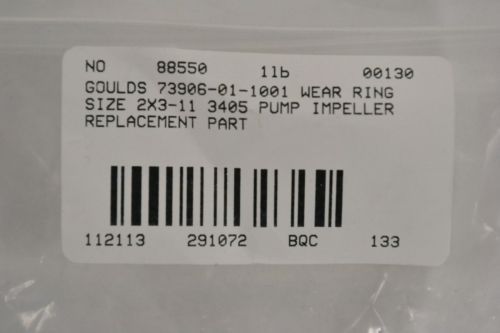 NO 88550 1lb 00130
GOULDS 73906-01-1001 WEAR RING
SIZE 2X3-11 3405 PUMP IMPELLER
REPLACEMENT PART
112113 291072 BQC 133